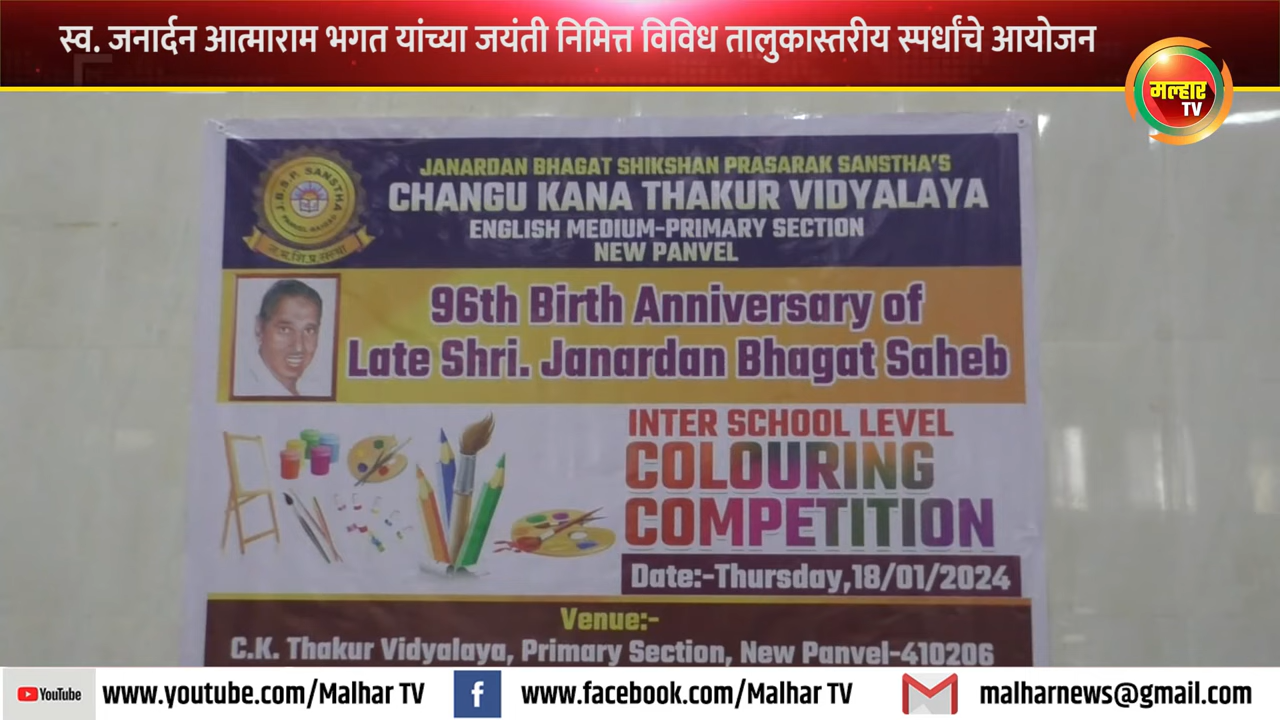 स्व. जनार्दन आत्माराम भगत यांच्या जयंती निमित्त विविध तालुकास्तरीय स्पर्धांचे आयोजन
मल्हार
TV
JANARDAN BHAGAT SHIKSHAN PRASARAK SANSTHA'S
CHANGU KANA THAKUR VIDYALAYA
ENGLISH MEDIUM-PRIMARY SECTION
NEW PANVEL
J.B.S.P. SANSTHA
96th Birth Anniversary of
Late Shri. Janardan Bhagat Saheb
INTER SCHOOL LEVEL
COLOURING
COMPETITION
Date:-Thursday,18/01/2024
Venue:-
C.K. Thakur Vidyalaya, Primary Section, New Panvel-410206
YouTube www.youtube.com/Malhar TV f www.facebook.com/Malhar TV malharnews@gmail.com